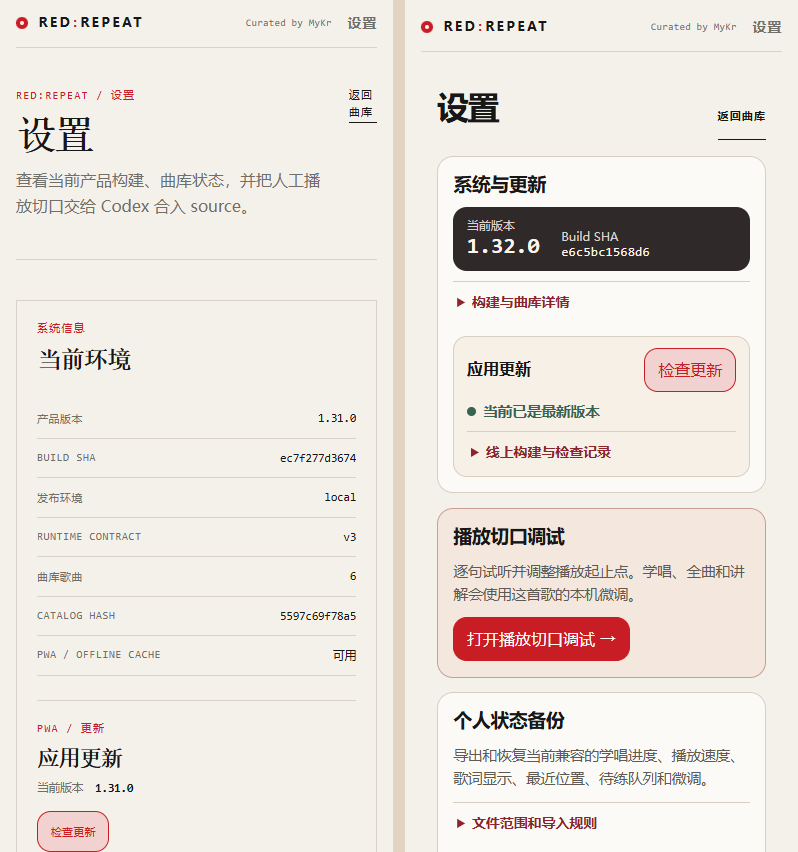 RED:REPEAT
Curated by MyKr
设置
RED:REPEAT / 设置
返回
曲库
设置
查看当前产品构建、曲库状态，并把人工播
放切口交给 Codex 合入 source。
系统信息
当前环境
产品版本 1.31.0
BUILD SHA ec7f277d3674
发布环境 local
RUNTIME CONTRACT v3
曲库歌曲 6
CATALOG HASH 5597c69f78a5
PWA / OFFLINE CACHE 可用
PWA / 更新
应用更新
当前版本 1.31.0
检查更新
RED:REPEAT
Curated by MyKr
设置
设置
返回曲库
系统与更新
当前版本
1.32.0
Build SHA
e6c5bc1568d6
▶ 构建与曲库详情
应用更新
检查更新
当前已是最新版本
▶ 线上构建与检查记录
播放切口调试
逐句试听并调整播放起止点。学唱、全曲和讲
解会使用这首歌的本机微调。
打开播放切口调试 →
个人状态备份
导出和恢复当前兼容的学唱进度、播放速度、
歌词显示、最近位置、待练队列和微调。
▶ 文件范围和导入规则